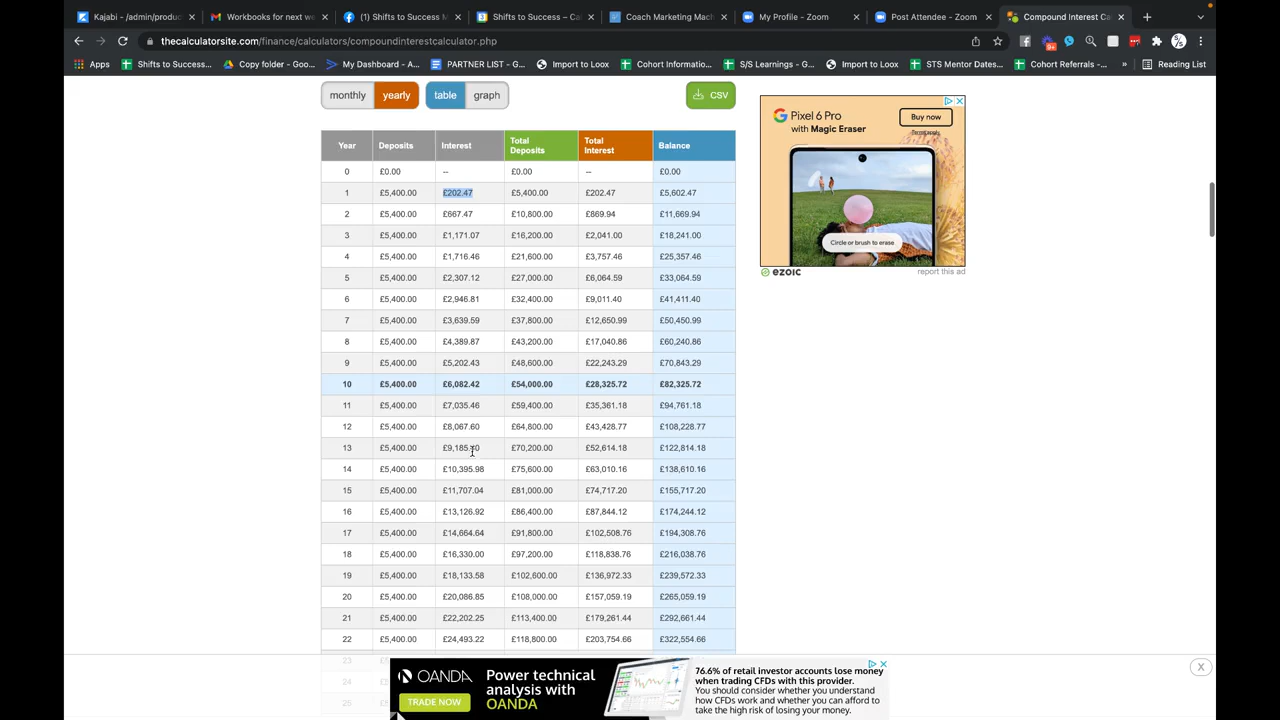 Kajabi - /admin/produc
Workbooks for next we
(1) Shifts to Success M
Shifts to Success – Cal
Coach Marketing Mach
My Profile - Zoom
Post Attendee - Zoom
Compound Interest Ca
thecalculatorsite.com/finance/calculators/compoundinterestcalculator.php
Apps
Shifts to Success...
Copy folder - Goo...
My Dashboard - A...
PARTNER LIST - G...
Import to Loox
Cohort Informatio...
S/S Learnings - G...
Import to Loox
STS Mentor Dates...
Cohort Referrals -...
»
Reading List
monthly yearly table graph CSV
Year Deposits Interest Total Deposits Total Interest Balance
0 £0.00 -- £0.00 -- £0.00
1 £5,400.00 £202.47 £5,400.00 £202.47 £5,602.47
2 £5,400.00 £667.47 £10,800.00 £869.94 £11,669.94
3 £5,400.00 £1,171.07 £16,200.00 £2,041.00 £18,241.00
4 £5,400.00 £1,716.46 £21,600.00 £3,757.46 £25,357.46
5 £5,400.00 £2,307.12 £27,000.00 £6,064.59 £33,064.59
6 £5,400.00 £2,946.81 £32,400.00 £9,011.40 £41,411.40
7 £5,400.00 £3,639.59 £37,800.00 £12,650.99 £50,450.99
8 £5,400.00 £4,389.87 £43,200.00 £17,040.86 £60,240.86
9 £5,400.00 £5,202.43 £48,600.00 £22,243.29 £70,843.29
10 £5,400.00 £6,082.42 £54,000.00 £28,325.72 £82,325.72
11 £5,400.00 £7,035.46 £59,400.00 £35,361.18 £94,761.18
12 £5,400.00 £8,067.60 £64,800.00 £43,428.77 £108,228.77
13 £5,400.00 £70,200.00 £52,614.18 £122,814.18
14 £5,400.00 £10,395.98 £75,600.00 £63,010.16 £138,610.16
15 £5,400.00 £11,707.04 £81,000.00 £74,717.20 £155,717.20
16 £5,400.00 £13,126.92 £86,400.00 £87,844.12 £174,244.12
17 £5,400.00 £14,664.64 £91,800.00 £102,508.76 £194,308.76
18 £5,400.00 £16,330.00 £97,200.00 £118,838.76 £216,038.76
19 £5,400.00 £18,133.58 £102,600.00 £136,972.33 £239,572.33
20 £5,400.00 £20,086.85 £108,000.00 £157,059.19 £265,059.19
21 £5,400.00 £22,202.25 £113,400.00 £179,261.44 £292,661.44
22 £5,400.00 £24,493.22 £118,800.00 £203,754.66 £322,554.66
23
24
25
Google Pixel 6 Pro
with Magic Eraser
Buy now
Circle or brush to erase
ezoic
report this ad
OANDA
TRADE NOW
Power technical
analysis with
OANDA
76.6% of retail investor accounts lose money
when trading CFDs with this provider.
You should consider whether you understand
how CFDs work and whether you can afford to
take the high risk of losing your money.
X